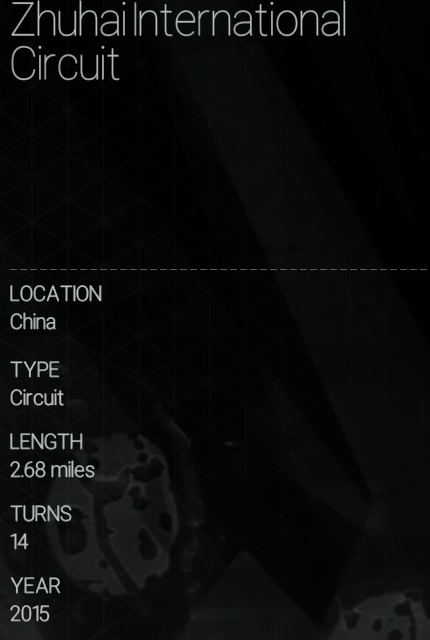 Zhuhai International
Circuit
LOCATION
China
TYPE
Circuit
LENGTH
2.68 miles
TURNS
14
YEAR
2015